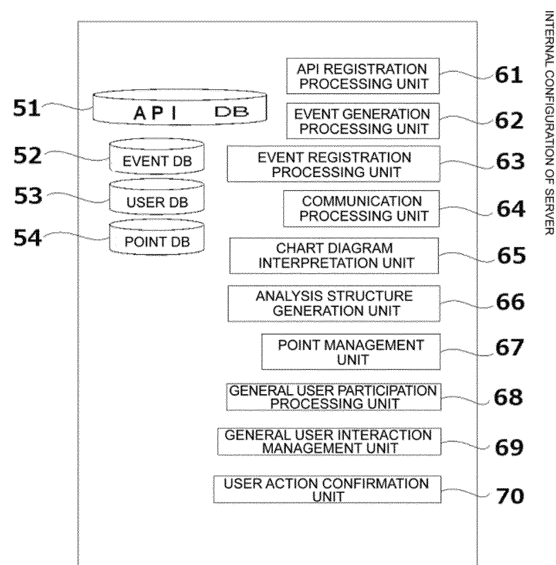 INTERNAL CONFIGURATION OF SERVER
51
API DB
52
EVENT DB
53
USER DB
54
POINT DB
API REGISTRATION
PROCESSING UNIT
61
EVENT GENERATION
PROCESSING UNIT
62
EVENT REGISTRATION
PROCESSING UNIT
63
COMMUNICATION
PROCESSING UNIT
64
CHART DIAGRAM
INTERPRETATION UNIT
65
ANALYSIS STRUCTURE
GENERATION UNIT
66
POINT MANAGEMENT
UNIT
67
GENERAL USER PARTICIPATION
PROCESSING UNIT
68
GENERAL USER INTERACTION
MANAGEMENT UNIT
69
USER ACTION CONFIRMATION
UNIT
70